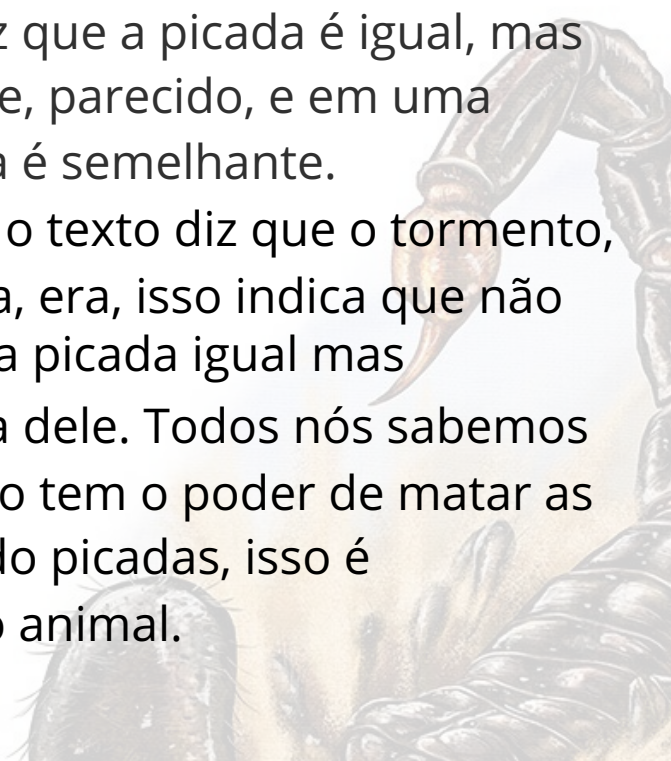 que a picada é igual, mas
parecido, e em uma
é semelhante.
o texto diz que o tormento,
era, isso indica que não
picada igual mas
dele. Todos nós sabemos
tem o poder de matar as
picadas, isso é
animal.